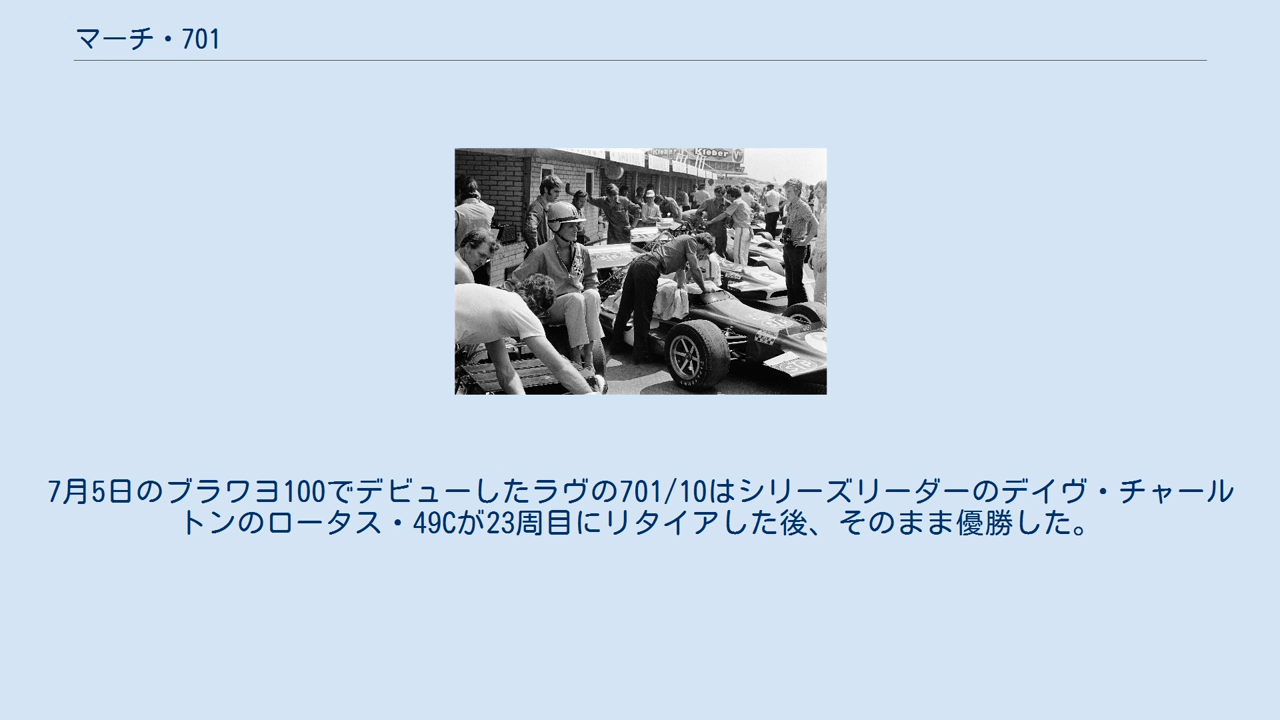 マーチ・701
7月5日のブラワヨ100でデビューしたラヴの701/10はシリーズリーダーのデイヴ・チャール
トンのロータス・49Cが23周目にリタイアした後、そのまま優勝した。